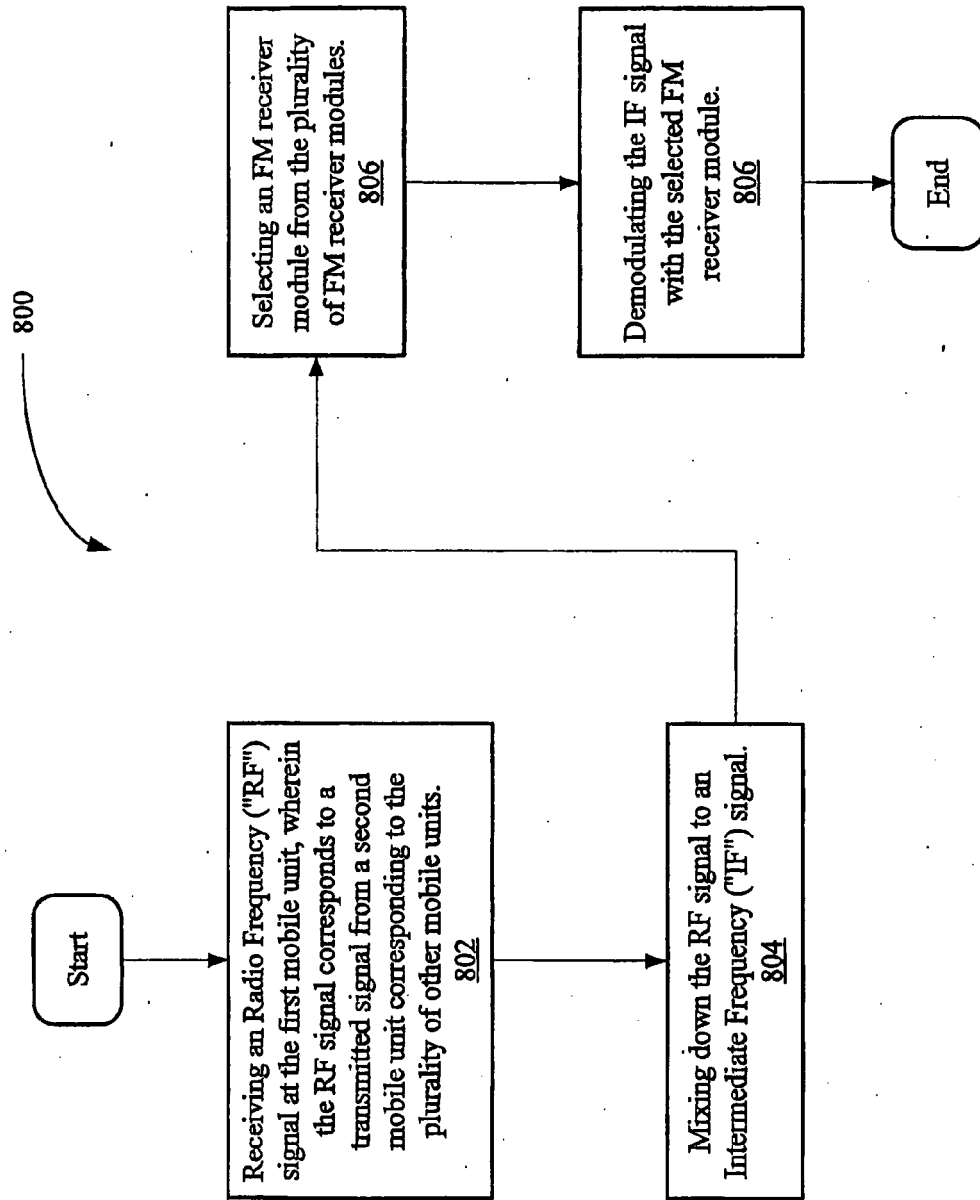 800
Start
Receiving an Radio Frequency ("RF")
signal at the first mobile unit, wherein
the RF signal corresponds to a
transmitted signal from a second
mobile unit corresponding to the
plurality of other mobile units.
802
Mixing down the RF signal to an
Intermediate Frequency ("IF") signal.
804
Selecting an FM receiver
module from the plurality
of FM receiver modules.
806
Demodulating the IF signal
with the selected FM
receiver module.
806
End